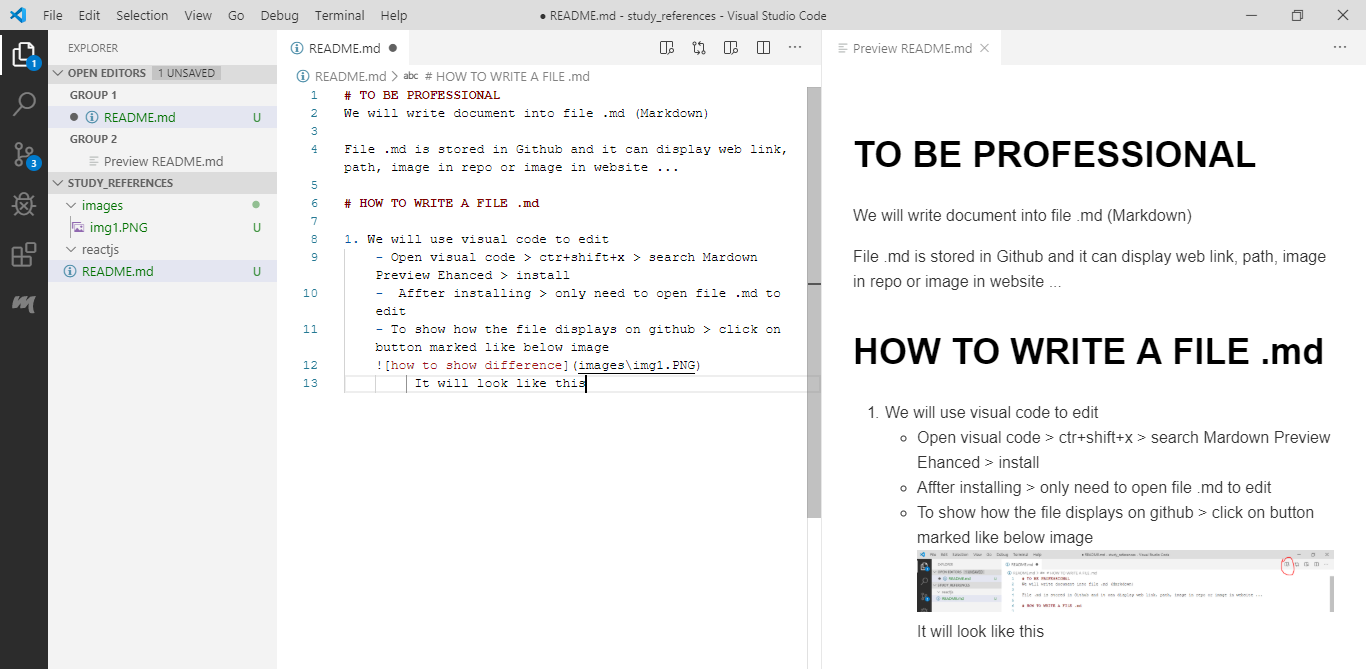 File Edit Selection View Go Debug Terminal Help
● README.md - study_references - Visual Studio Code
1
3
EXPLORER
OPEN EDITORS 1 UNSAVED
GROUP 1
● README.md U
GROUP 2
Preview README.md
STUDY_REFERENCES
images
img1.PNG U
reactjs
README.md U
README.md ●
README.md > abc # HOW TO WRITE A FILE .md
1 # TO BE PROFESSIONAL
2 We will write document into file .md (Markdown)
3
4 File .md is stored in Github and it can display web link,
path, image in repo or image in website ...
5
6 # HOW TO WRITE A FILE .md
7
8 1. We will use visual code to edit
9 - Open visual code > ctr+shift+x > search Mardown
Preview Ehanced > install
10 -  Affter installing > only need to open file .md to
edit
11 - To show how the file displays on github > click on
button marked like below image
12 ![how to show difference](images\img1.PNG)
13 It will look like this
Preview README.md
TO BE PROFESSIONAL
We will write document into file .md (Markdown)
File .md is stored in Github and it can display web link, path, image
in repo or image in website ...
HOW TO WRITE A FILE .md
1. We will use visual code to edit
Open visual code > ctr+shift+x > search Mardown Preview
Ehanced > install
Affter installing > only need to open file .md to edit
To show how the file displays on github > click on button
marked like below image
# TO BE PROFESSIONAL
# HOW TO WRITE A FILE .md
It will look like this